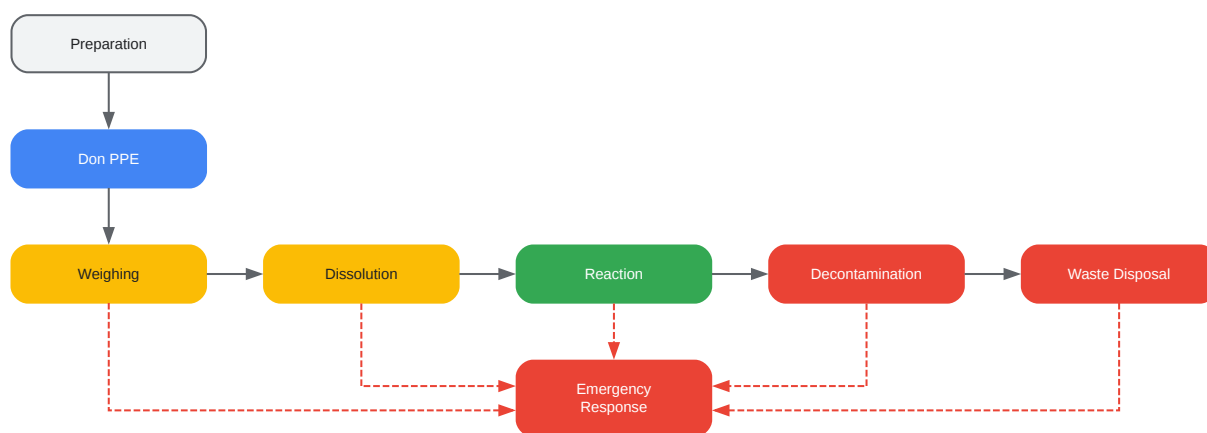 Preparation
Don PPE
Weighing
Dissolution
Reaction
Decontamination
Waste Disposal
Emergency
Response